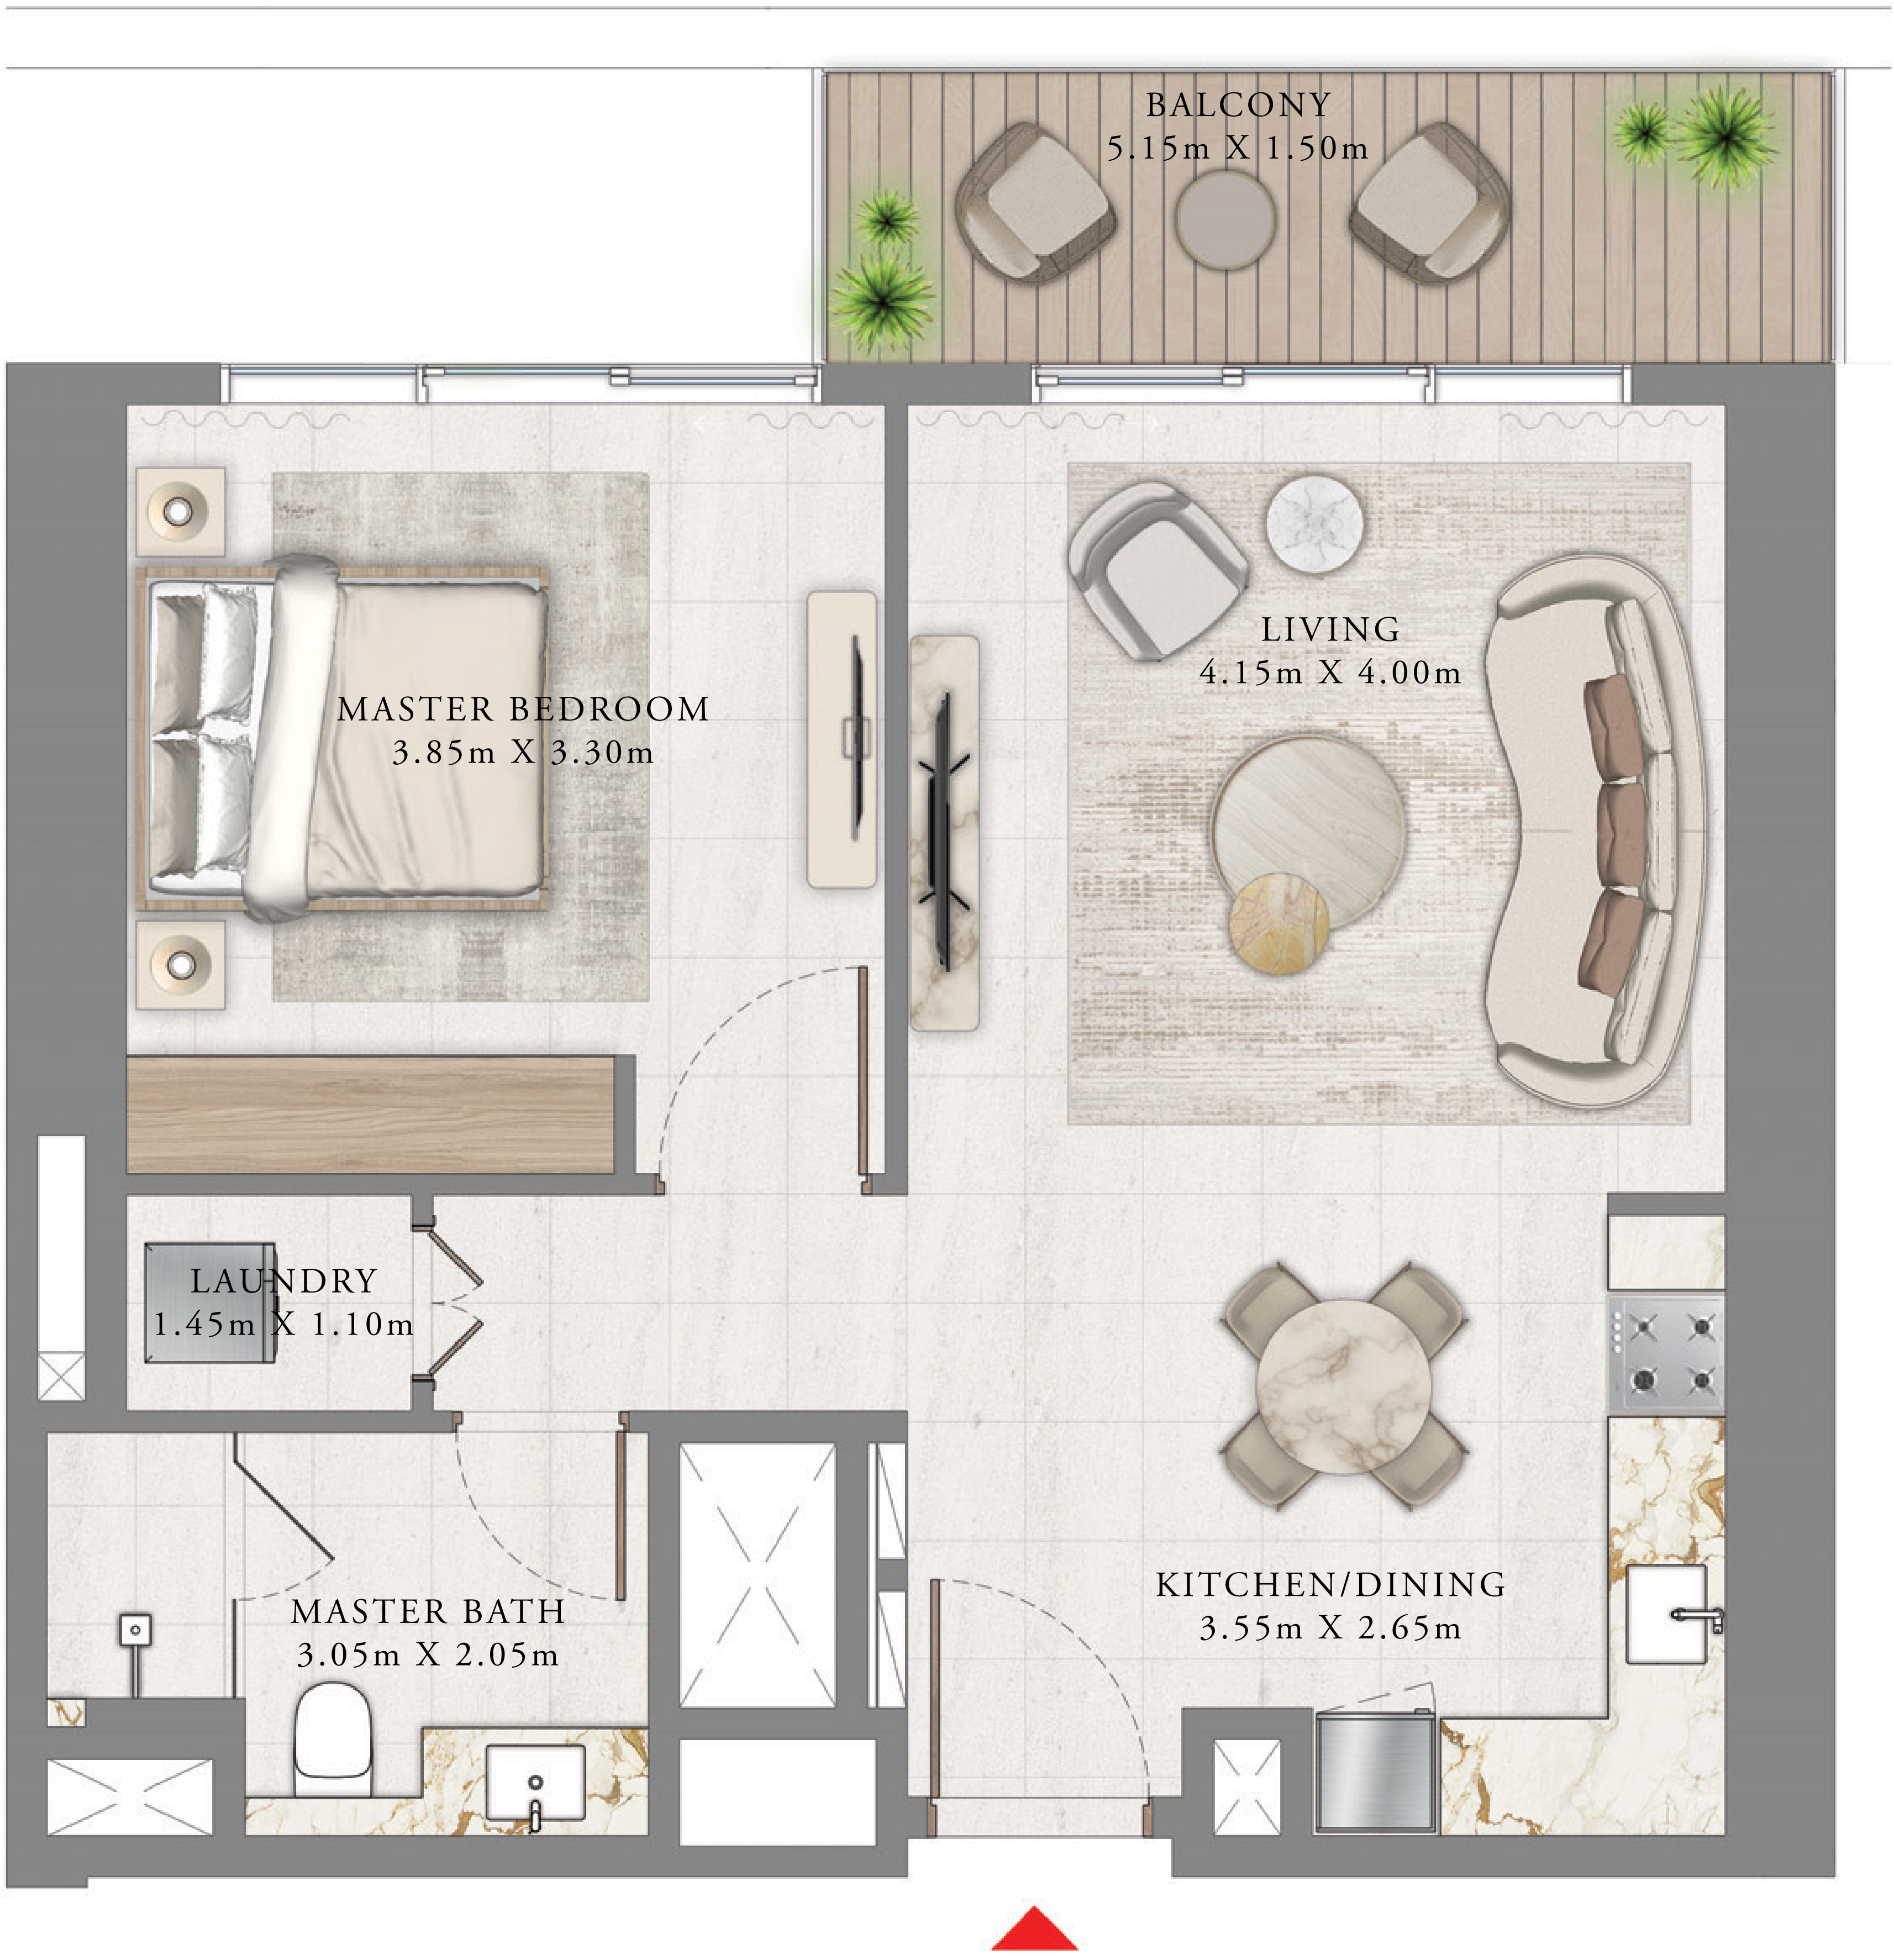 BALCONY
5.15m X 1.50m
LIVING
4.15m X 4.00m
MASTER BEDROOM
3.85m X 3.30m
LAUNDRY
1.45m X 1.10m
KITCHEN/DINING
3.55m X 2.65m
MASTER BATH
3.05m X 2.05m